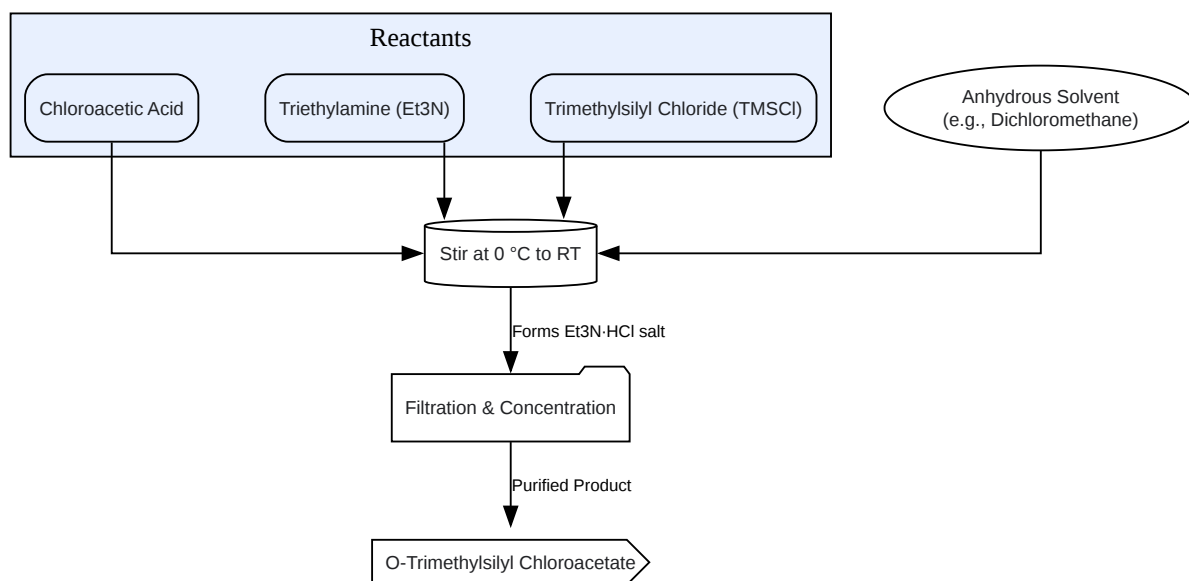 Reactants
Chloroacetic Acid
Triethylamine (Et3N)
Trimethylsilyl Chloride (TMSCl)
Anhydrous Solvent
(e.g., Dichloromethane)
Stir at 0 °C to RT
Forms Et3N·HCl salt
Filtration & Concentration
Purified Product
O-Trimethylsilyl Chloroacetate